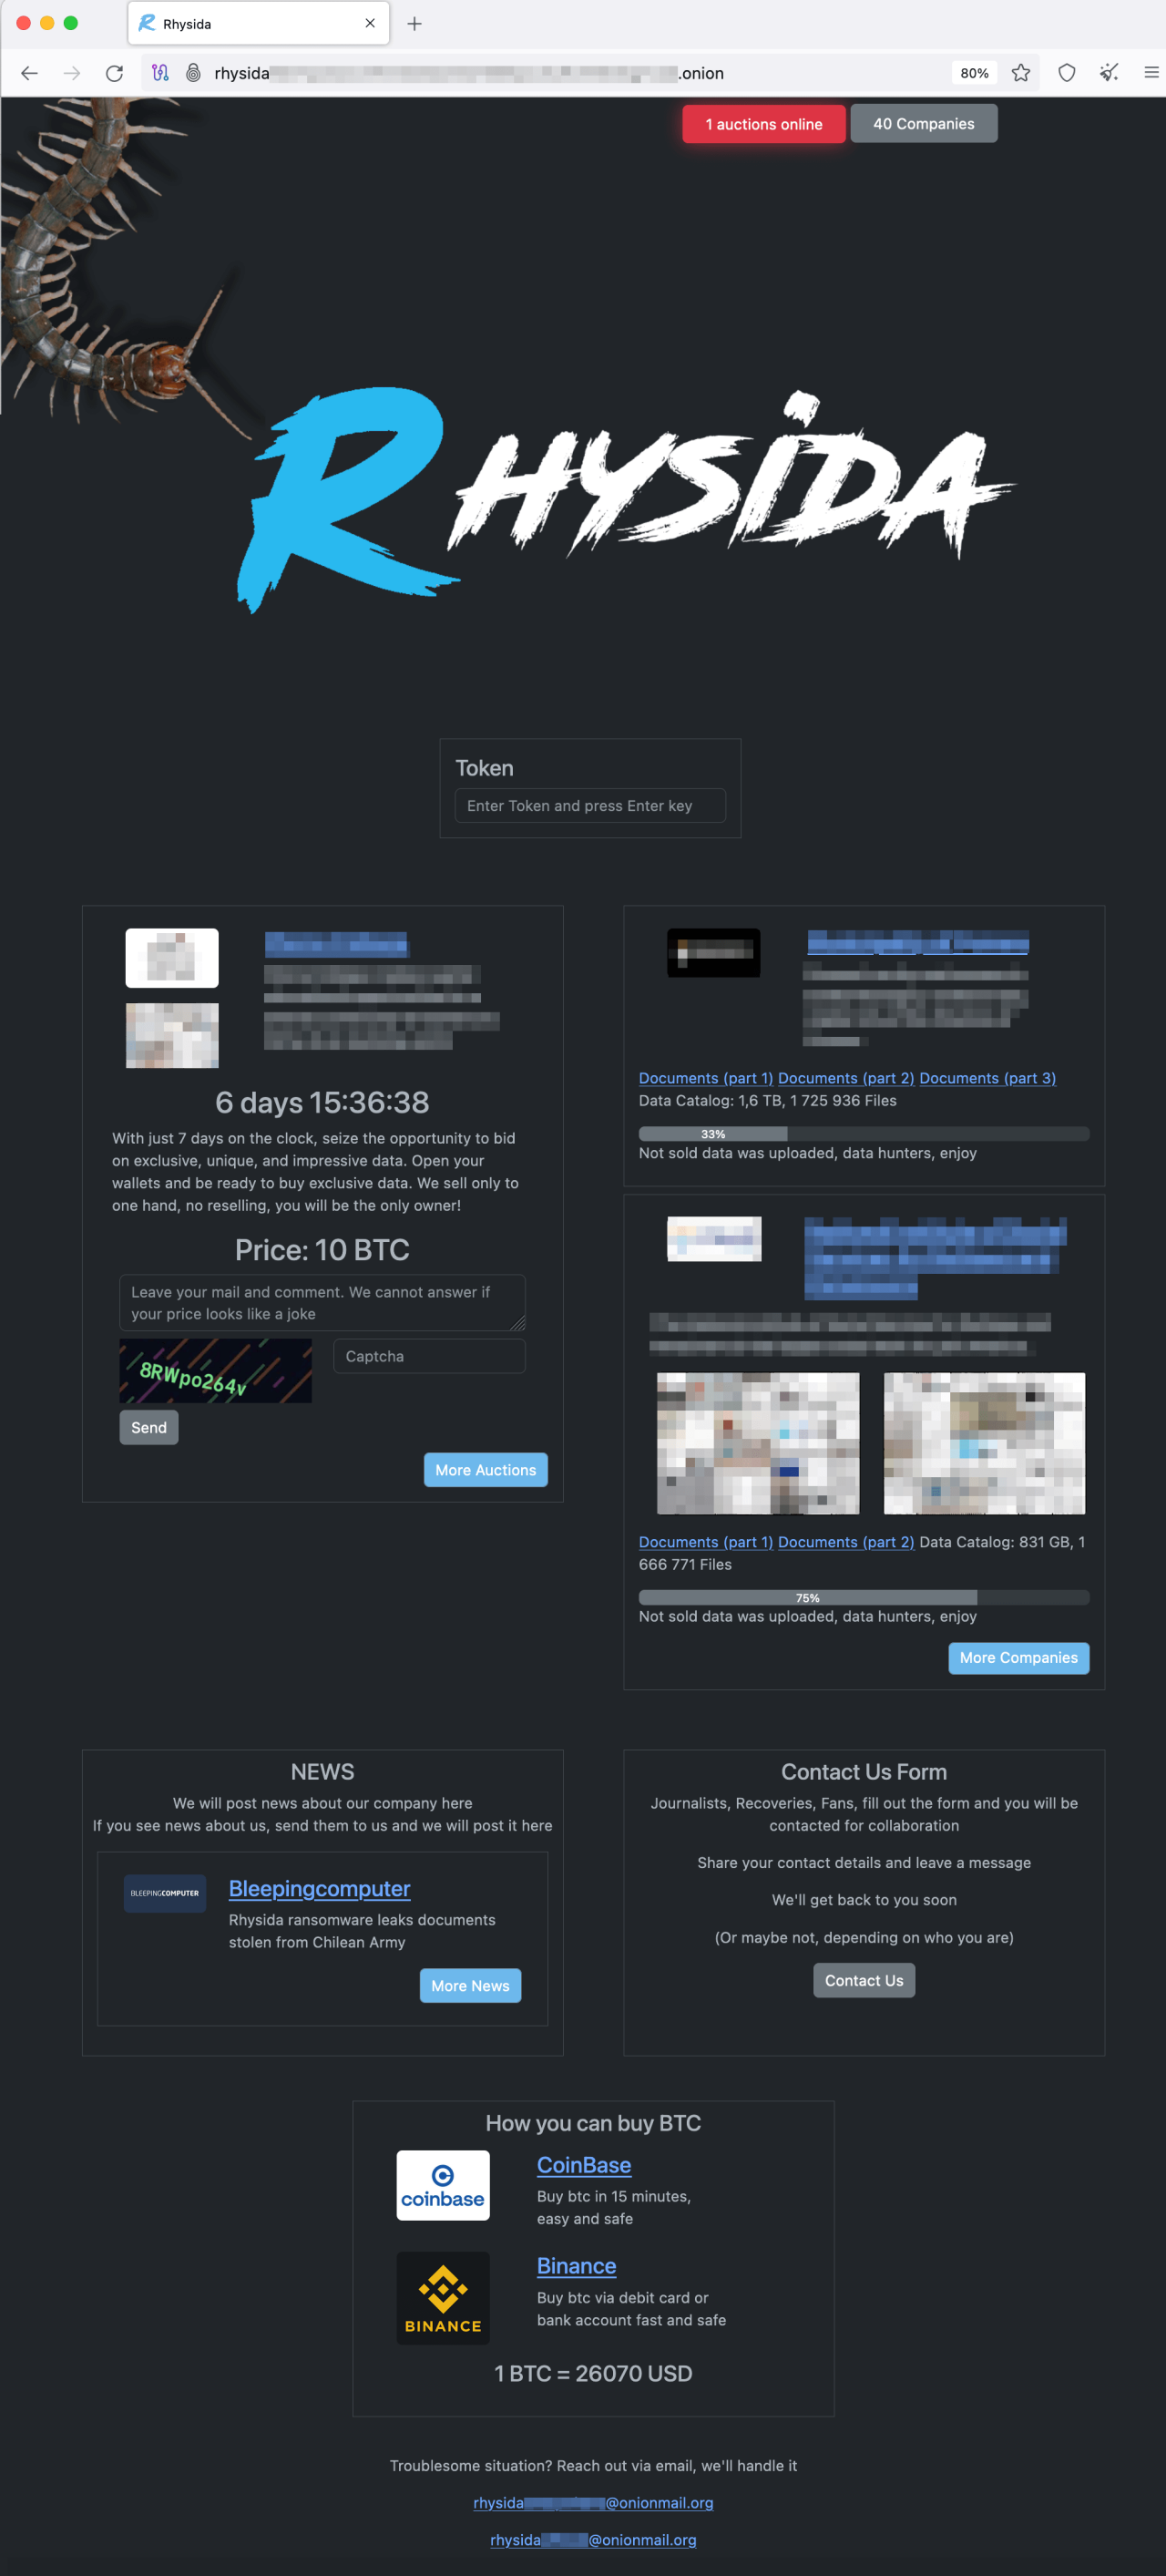 Rhysida
rhysida
.onion
80%
1 auctions online
40 Companies
RHYSIDA
Token
Enter Token and press Enter key
6 days 15:36:38
With just 7 days on the clock, seize the opportunity to bid
on exclusive, unique, and impressive data. Open your
wallets and be ready to buy exclusive data. We sell only to
one hand, no reselling, you will be the only owner!
Price: 10 BTC
Leave your mail and comment. We cannot answer if
your price looks like a joke
8RWpo264v
Captcha
Send
More Auctions
Documents (part 1) Documents (part 2) Documents (part 3)
Data Catalog: 1,6 TB, 1 725 936 Files
33%
Not sold data was uploaded, data hunters, enjoy
Documents (part 1) Documents (part 2) Data Catalog: 831 GB, 1
666 771 Files
75%
Not sold data was uploaded, data hunters, enjoy
More Companies
NEWS
We will post news about our company here
If you see news about us, send them to us and we will post it here
BLEEPINGCOMPUTER
Bleepingcomputer
Rhysida ransomware leaks documents
stolen from Chilean Army
More News
Contact Us Form
Journalists, Recoveries, Fans, fill out the form and you will be
contacted for collaboration
Share your contact details and leave a message
We'll get back to you soon
(Or maybe not, depending on who you are)
Contact Us
How you can buy BTC
coinbase
CoinBase
Buy btc in 15 minutes,
easy and safe
BINANCE
Binance
Buy btc via debit card or
bank account fast and safe
1 BTC = 26070 USD
Troublesome situation? Reach out via email, we'll handle it
rhysida
@onionmail.org
rhysida
@onionmail.org